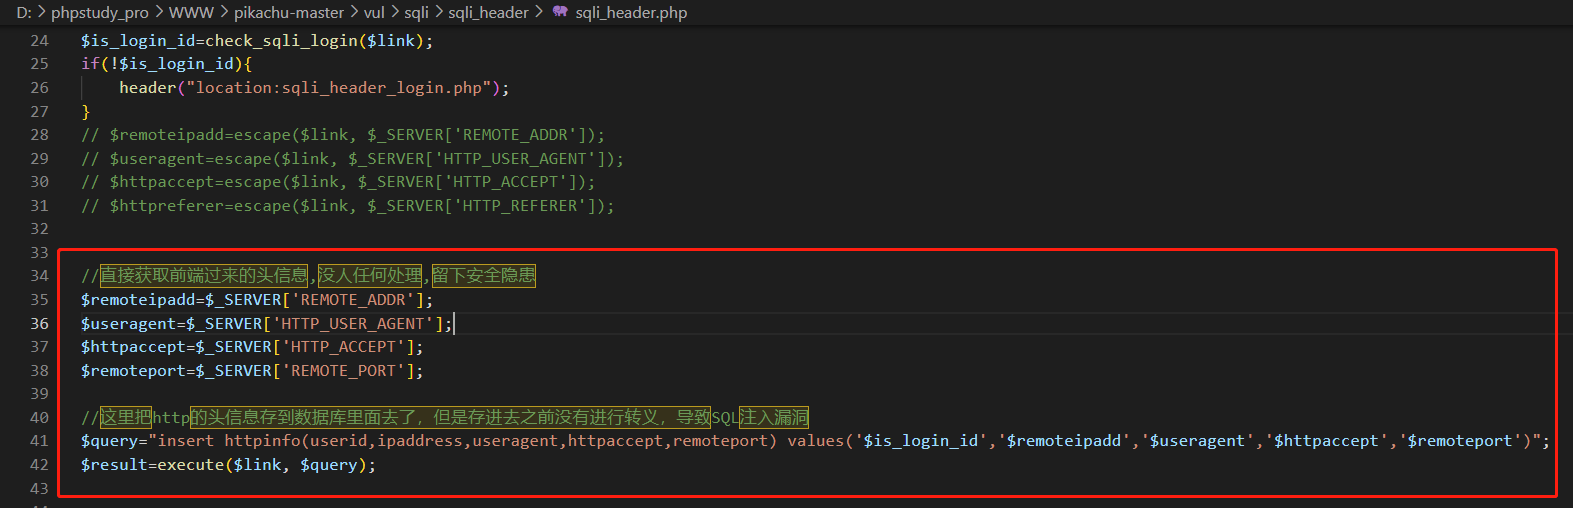 D: > phpstudy_pro > WWW > pikachu-master > vul > sqli > sqli_header > sqli_header.php
24 $is_login_id=check_sqli_login($link);
25 if(!$is_login_id){
26     header("location:sqli_header_login.php");
27 }
28 // $remoteipadd=escape($link, $_SERVER['REMOTE_ADDR']);
29 // $useragent=escape($link, $_SERVER['HTTP_USER_AGENT']);
30 // $httpaccept=escape($link, $_SERVER['HTTP_ACCEPT']);
31 // $httpreferer=escape($link, $_SERVER['HTTP_REFERER']);
32
33
34 //直接获取前端过来的头信息,没人任何处理,留下安全隐患
35 $remoteipadd=$_SERVER['REMOTE_ADDR'];
36 $useragent=$_SERVER['HTTP_USER_AGENT'];
37 $httpaccept=$_SERVER['HTTP_ACCEPT'];
38 $remoteport=$_SERVER['REMOTE_PORT'];
39
40 //这里把http的头信息存到数据库里面去了，但是存进去之前没有进行转义，导致SQL注入漏洞
41 $query="insert httpinfo(userid,ipaddress,useragent,httpaccept,remoteport) values('$is_login_id','$remoteipadd','$useragent','$httpaccept','$remoteport')";
42 $result=execute($link, $query);
43